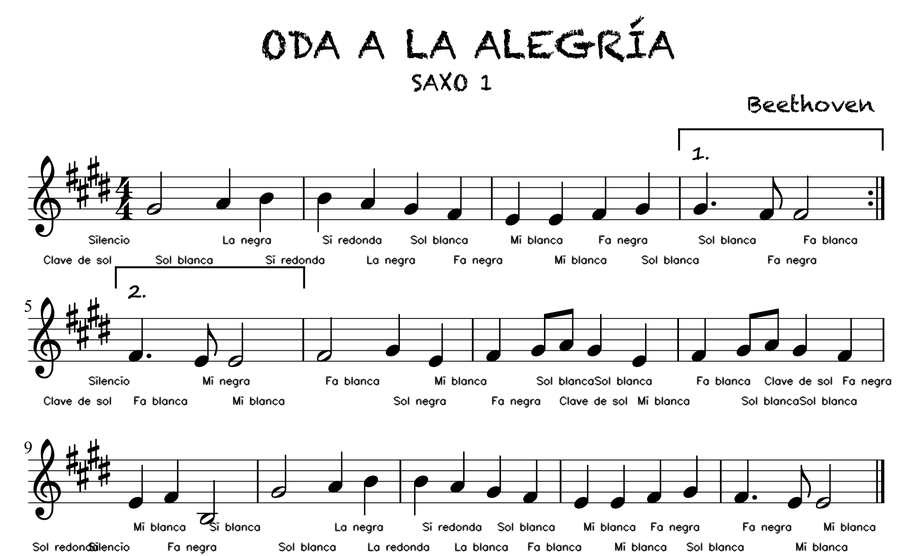 ODA A LA ALEGRÍA
SAXO 1
Beethoven
1.
Silencio La negra Si redonda Sol blanca Mi blanca Fa negra Sol blanca Fa blanca
Clave de sol Sol blanca Si redonda La negra Fa negra Mi blanca Sol blanca Fa negra
2.
5
Silencio Mi negra Fa blanca Mi blanca Sol blancaSol blanca Fa blanca Clave de sol Fa negra
Clave de sol Fa blanca Mi blanca Sol negra Fa negra Clave de sol Mi blanca Sol blancaSol blanca
9
Mi blanca Si blanca La negra Si redonda Sol blanca Mi blanca Fa negra Fa negra Mi blanca
Sol redonda Silencio Fa negra Sol blanca La redonda La blanca Fa blanca Mi blanca Sol blanca Mi blanca